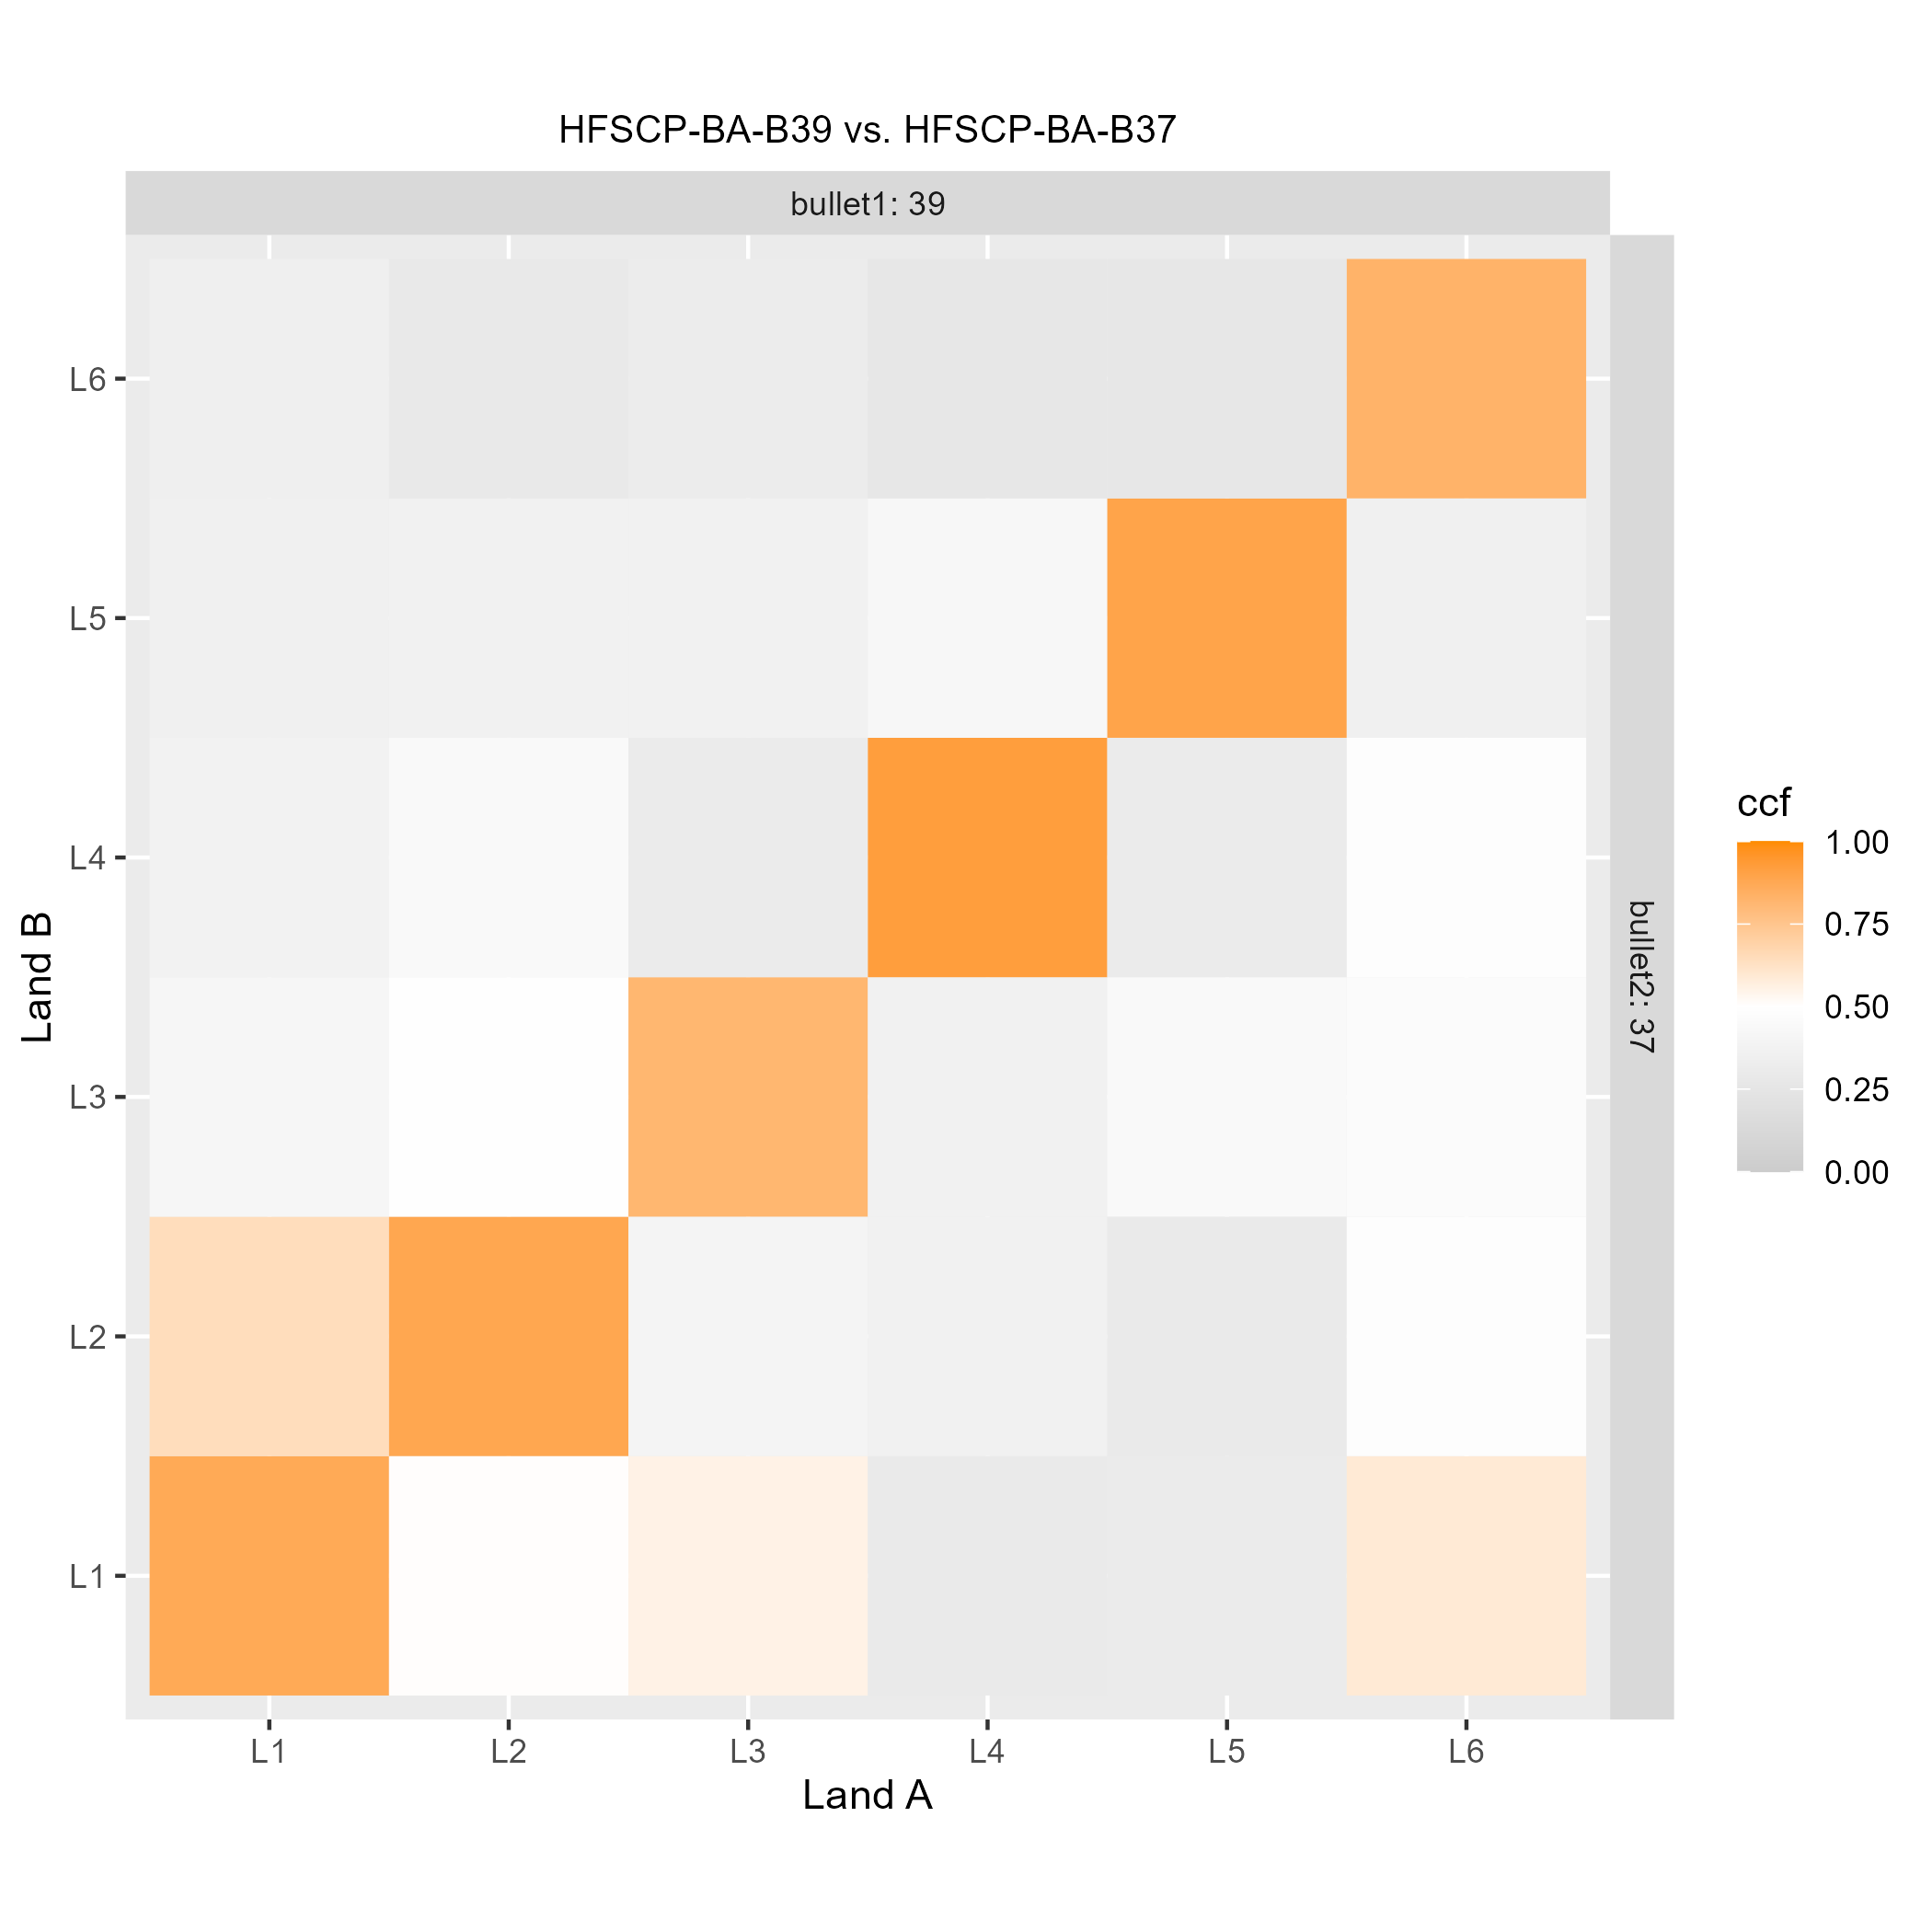 HFSCP-BA-B39 vs. HFSCP-BA-B37
bullet1: 39
L6
L5
L4
L3
L2
L1
Land B
bullet2: 37
L1 L2 L3 L4 L5 L6
Land A
ccf
1.00
0.75
0.50
0.25
0.00